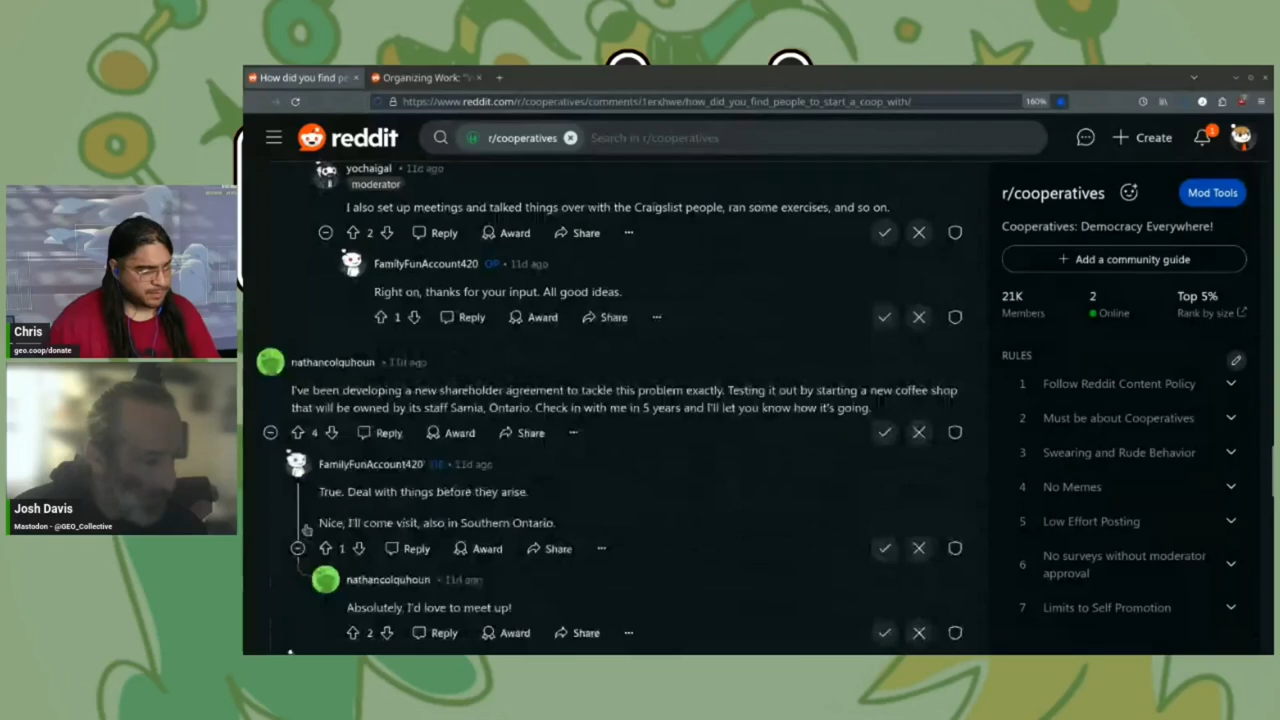 How did you find pe
Organizing Work: "
https://www.reddit.com/r/cooperatives/comments/1erxhwe/how_did_you_find_people_to_start_a_coop_with/
160%
reddit
r/cooperatives
Search in r/cooperatives
Create
1
yochaigal • 11d ago
moderator
I also set up meetings and talked things over with the Craigslist people, ran some exercises, and so on.
2 Reply Award Share
FamilyFunAccount420 OP • 11d ago
Right on, thanks for your input. All good ideas.
1 Reply Award Share
nathancolquhoun • 11d ago
I've been developing a new shareholder agreement to tackle this problem exactly. Testing it out by starting a new coffee shop
that will be owned by its staff Sarnia, Ontario. Check in with me in 5 years and I'll let you know how it's going.
4 Reply Award Share
FamilyFunAccount420 OP • 11d ago
True. Deal with things before they arise.
Nice, I'll come visit, also in Southern Ontario.
1 Reply Award Share
nathancolquhoun • 11d ago
Absolutely, I'd love to meet up!
2 Reply Award Share
r/cooperatives
Mod Tools
Cooperatives: Democracy Everywhere!
Add a community guide
21K 2 Top 5%
Members Online Rank by size
RULES
1 Follow Reddit Content Policy
2 Must be about Cooperatives
3 Swearing and Rude Behavior
4 No Memes
5 Low Effort Posting
6 No surveys without moderator
approval
7 Limits to Self Promotion
Chris
geo.coop/donate
Josh Davis
Mastodon - @GEO_Collective